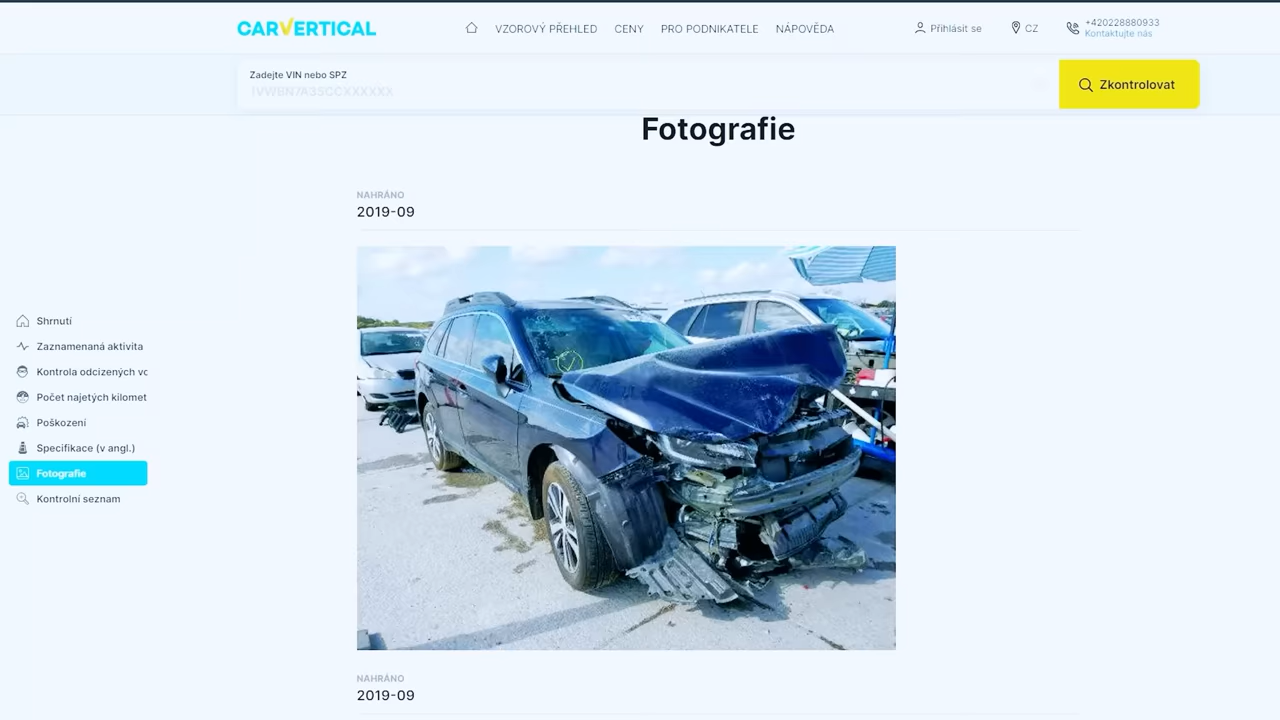 CARVERTICAL
VZOROVÝ PŘEHLED
CENY
PRO PODNIKATELE
NÁPOVĚDA
Přihlásit se
CZ
+420228880933
Kontaktujte nás
Zadejte VIN nebo SPZ
Zkontrolovat
Fotografie
NAHRÁNO
2019-09
Shrnutí
Zaznamenaná aktivita
Kontrola odcizených vo
Počet najetých kilomet
Poškození
Specifikace (v angl.)
Fotografie
Kontrolní seznam
NAHRÁNO
2019-09